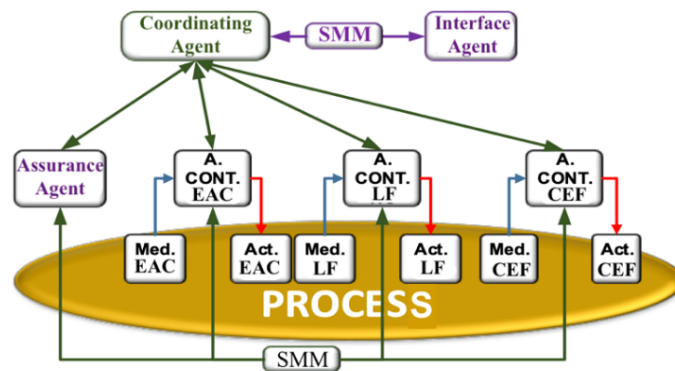 Coordinating
Agent
SMM
Interface
Agent
Assurance
Agent
A.
CONT.
EAC
A.
CONT.
LF
A.
CONT.
CEF
Med.
EAC
Act.
EAC
Med.
LF
Act.
LF
Med.
CEF
Act.
CEF
PROCESS
SMM